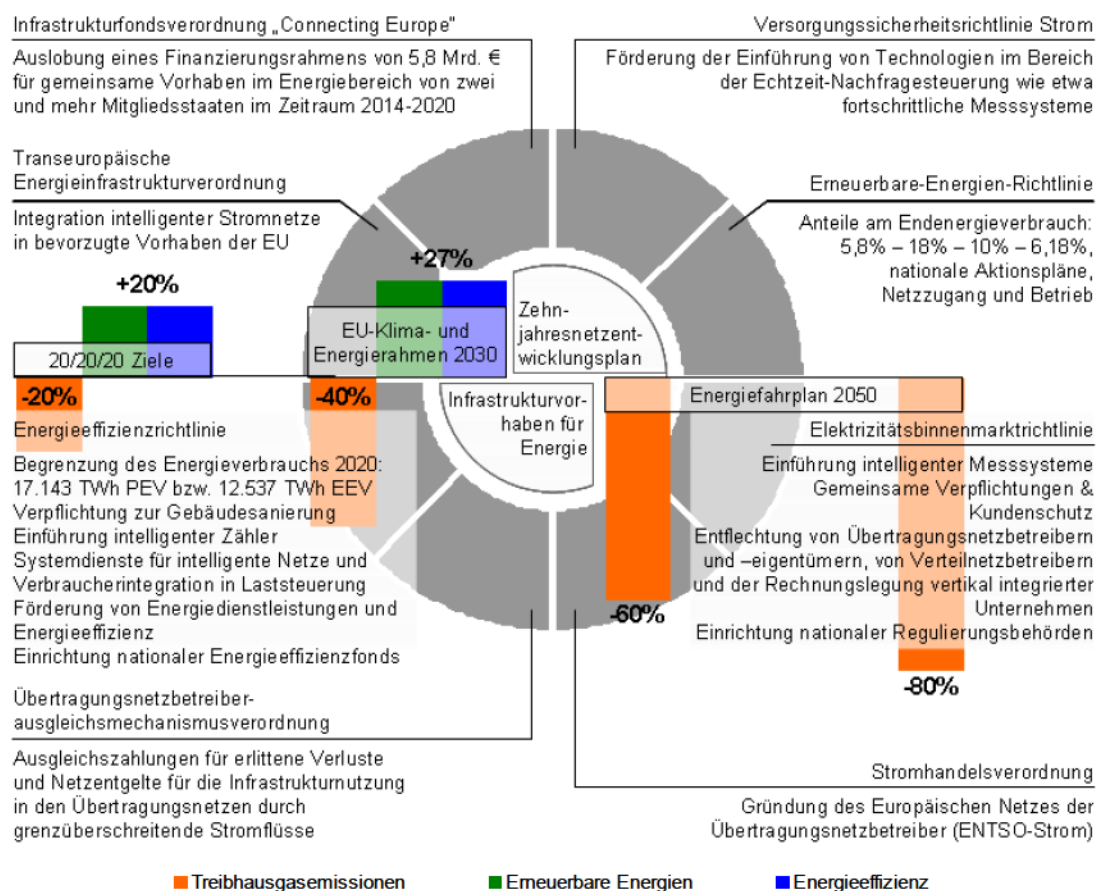 Infrastrukturfondsverordnung „Connecting Europe"
Auslobung eines Finanzierungsrahmens von 5,8 Mrd. €
für gemeinsame Vorhaben im Energiebereich von zwei
und mehr Mitgliedsstaaten im Zeitraum 2014-2020
Versorgungssicherheitsrichtlinie Strom
Förderung der Einführung von Technologien im Bereich
der Echtzeit-Nachfragesteuerung wie etwa
fortschrittliche Messsysteme
Transeuropäische
Energieinfrastrukturverordnung
Integration intelligenter Stromnetze
in bevorzugte Vorhaben der EU
Erneuerbare-Energien-Richtlinie
Anteile am Endenergieverbrauch:
5,8% – 18% – 10% – 6,18%,
nationale Aktionspläne,
Netzzugang und Betrieb
+20%
20/20/20 Ziele
-20%
+27%
EU-Klima- und
Energierahmen 2030
-40%
Zehn-
jahresnetzent-
wicklungsplan
Infrastrukturvor-
haben für
Energie
Energiefahrplan 2050
-60%
-80%
Energieeffizienzrichtlinie
Begrenzung des Energieverbrauchs 2020:
17.143 TWh PEV bzw. 12.537 TWh EEV
Verpflichtung zur Gebäudesanierung
Einführung intelligenter Zähler
Systemdienste für intelligente Netze und
Verbraucherintegration in Laststeuerung
Förderung von Energiedienstleistungen und
Energieeffizienz
Einrichtung nationaler Energieeffizienzfonds
Elektrizitätsbinnenmarktrichtlinie
Einführung intelligenter Messsysteme
Gemeinsame Verpflichtungen &
Kundenschutz
Entflechtung von Übertragungsnetzbetreibern
und –eigentümern, von Verteilnetzbetreibern
und der Rechnungslegung vertikal integrierter
Unternehmen
Einrichtung nationaler Regulierungsbehörden
Übertragungsnetzbetreiber-
ausgleichsmechanismusverordnung
Ausgleichszahlungen für erlittene Verluste
und Netzentgelte für die Infrastrukturnutzung
in den Übertragungsnetzen durch
grenzüberschreitende Stromflüsse
Stromhandelsverordnung
Gründung des Europäischen Netzes der
Übertragungsnetzbetreiber (ENTSO-Strom)
Treibhausgasemissionen
Erneuerbare Energien
Energieeffizienz